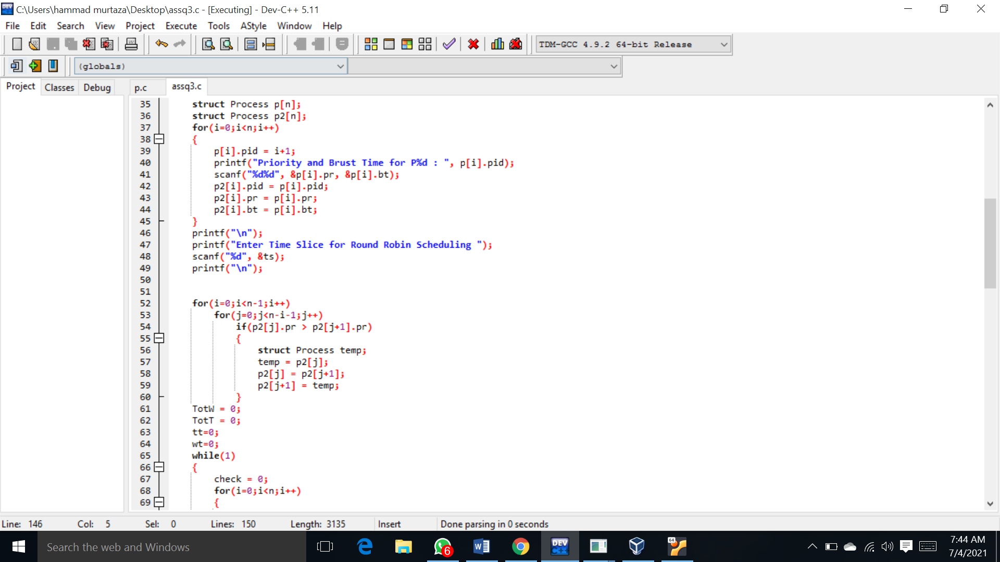 C:\Users\hammad murtaza\Desktop\assq3.c - [Executing] - Dev-C++ 5.11
File Edit Search View Project Execute Tools AStyle Window Help
TDM-GCC 4.9.2 64-bit Release
(globals)
Project Classes Debug p.c assq3.c
35 struct Process p[n];
36 struct Process p2[n];
37 for(i=0;i<n;i++)
38 {
39 p[i].pid = i+1;
40 printf("Priority and Brust Time for P%d : ", p[i].pid);
41 scanf("%d%d", &p[i].pr, &p[i].bt);
42 p2[i].pid = p[i].pid;
43 p2[i].pr = p[i].pr;
44 p2[i].bt = p[i].bt;
45 }
46 printf("\n");
47 printf("Enter Time Slice for Round Robin Scheduling ");
48 scanf("%d", &ts);
49 printf("\n");
50
51
52 for(i=0;i<n-1;i++)
53 for(j=0;j<n-i-1;j++)
54 if(p2[j].pr > p2[j+1].pr)
55 {
56 struct Process temp;
57 temp = p2[j];
58 p2[j] = p2[j+1];
59 p2[j+1] = temp;
60 }
61 TotW = 0;
62 TotT = 0;
63 tt=0;
64 wt=0;
65 while(1)
66 {
67 check = 0;
68 for(i=0;i<n;i++)
69 {
Line: 146 Col: 5 Sel: 0 Lines: 150 Length: 3135 Insert Done parsing in 0 seconds
Search the web and Windows
6
DEV
C++
64
7:44 AM
7/4/2021